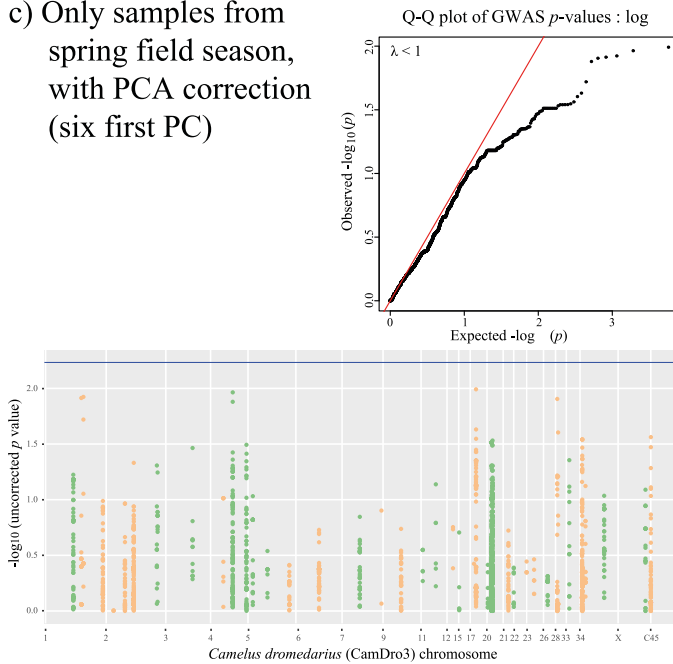 c) Only samples from
spring field season,
with PCA correction
(six first PC)
Q-Q plot of GWAS p-values : log
λ < 1
Observed -log10(p)
0.0 0.5 1.0 1.5 2.0
0 1 2 3
Expected -log (p)
-log10 (uncorrected p value)
2.0
1.5
1.0
0.5
0.0
1 2 3 4 5 6 7 9 11 12 15 17 20 21 22 23 26 28 33 34 X C45
Camelus dromedarius (CamDro3) chromosome